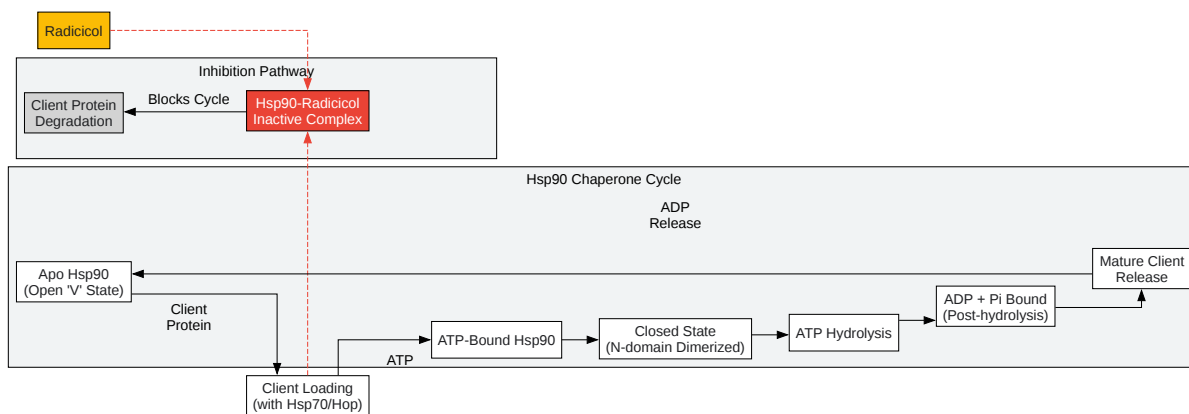 Radicicol
Inhibition Pathway
Client Protein
Degradation
Blocks Cycle
Hsp90-Radicicol
Inactive Complex
Hsp90 Chaperone Cycle
ADP
Release
Apo Hsp90
(Open 'V' State)
Mature Client
Release
Client
Protein
ADP + Pi Bound
(Post-hydrolysis)
ATP-Bound Hsp90
Closed State
(N-domain Dimerized)
ATP Hydrolysis
ATP
Client Loading
(with Hsp70/Hop)